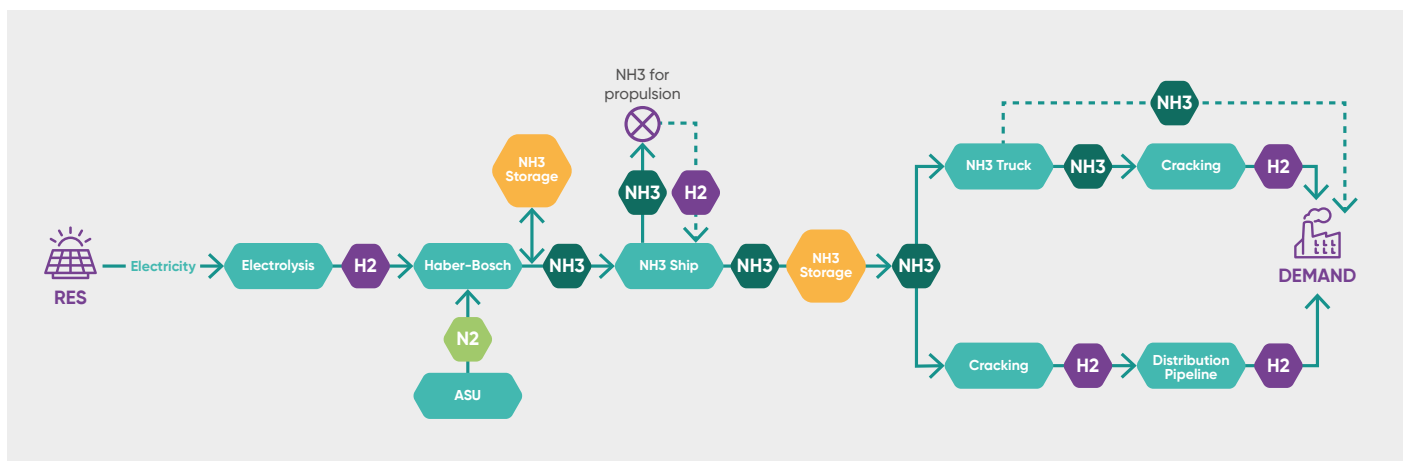 NH3 for
propulsion
NH3
NH3
Storage
NH3 Truck
NH3
Cracking
H2
NH3
H2
RES
Electricity
Electrolysis
H2
Haber-Bosch
NH3
NH3 Ship
NH3
NH3
Storage
NH3
DEMAND
N2
ASU
Cracking
H2
Distribution
Pipeline
H2